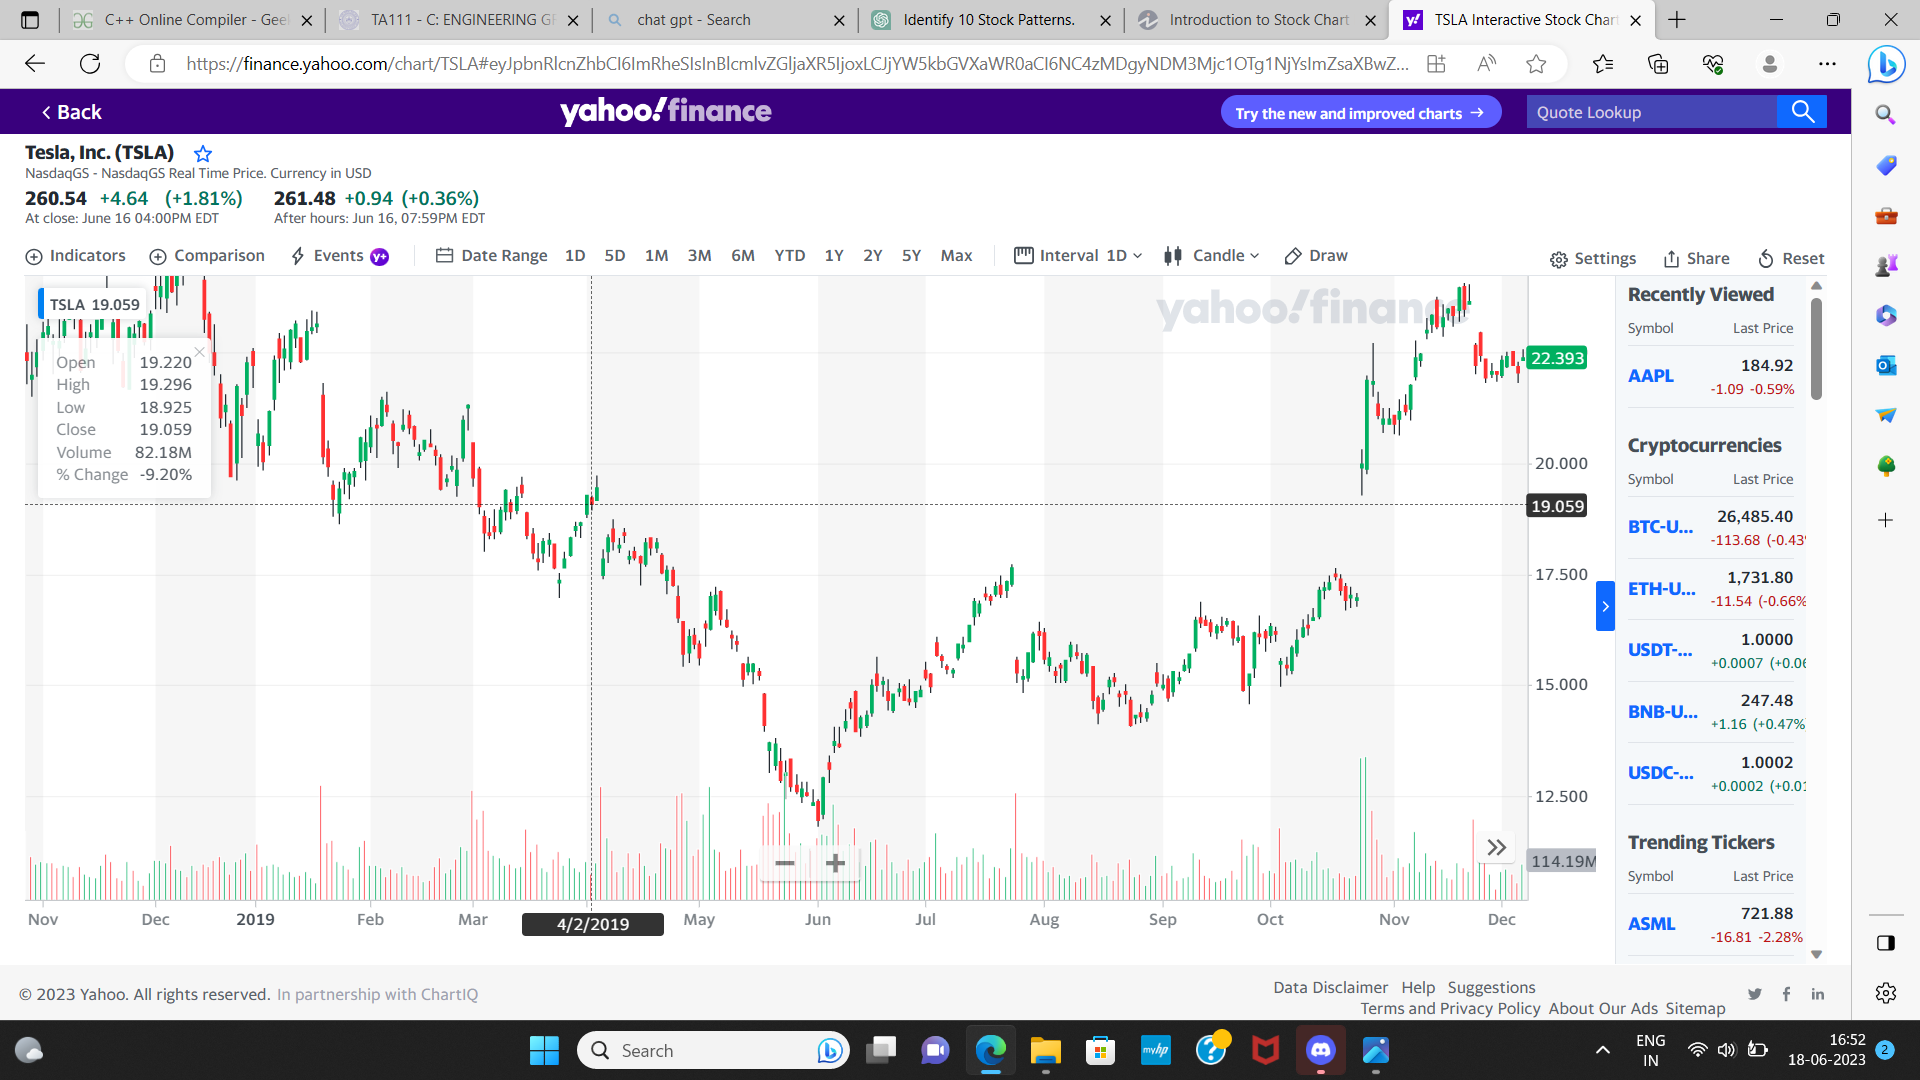 C++ Online Compiler - Geel
TA111 - C: ENGINEERING GR
chat gpt - Search
Identify 10 Stock Patterns.
Introduction to Stock Chart
TSLA Interactive Stock Chart
Back
yahoo!finance
Try the new and improved charts →
Quote Lookup
Tesla, Inc. (TSLA)
NasdaqGS - NasdaqGS Real Time Price. Currency in USD
260.54 +4.64 (+1.81%) 261.48 +0.94 (+0.36%)
At close: June 16 04:00PM EDT After hours: Jun 16, 07:59PM EDT
Indicators Comparison Events y+ Date Range 1D 5D 1M 3M 6M YTD 1Y 2Y 5Y Max Interval 1D Candle Draw Settings Share Reset
TSLA 19.059
Open 19.220
High 19.296
Low 18.925
Close 19.059
Volume 82.18M
% Change -9.20%
yahoo!finance
22.393
20.000
19.059
17.500
15.000
12.500
114.19M
Nov Dec 2019 Feb Mar 4/2/2019 May Jun Jul Aug Sep Oct Nov Dec
Recently Viewed
Symbol Last Price
AAPL 184.92
-1.09 -0.59%
Cryptocurrencies
Symbol Last Price
BTC-U... 26,485.40
-113.68 (-0.43%
ETH-U... 1,731.80
-11.54 (-0.66%
USDT-... 1.0000
+0.0007 (+0.06
BNB-U... 247.48
+1.16 (+0.47%)
USDC-... 1.0002
+0.0002 (+0.01
Trending Tickers
Symbol Last Price
ASML 721.88
-16.81 -2.28%
© 2023 Yahoo. All rights reserved. In partnership with ChartIQ
Data Disclaimer Help Suggestions
Terms and Privacy Policy About Our Ads Sitemap
Search
myhp
ENG
IN
16:52
18-06-2023
2